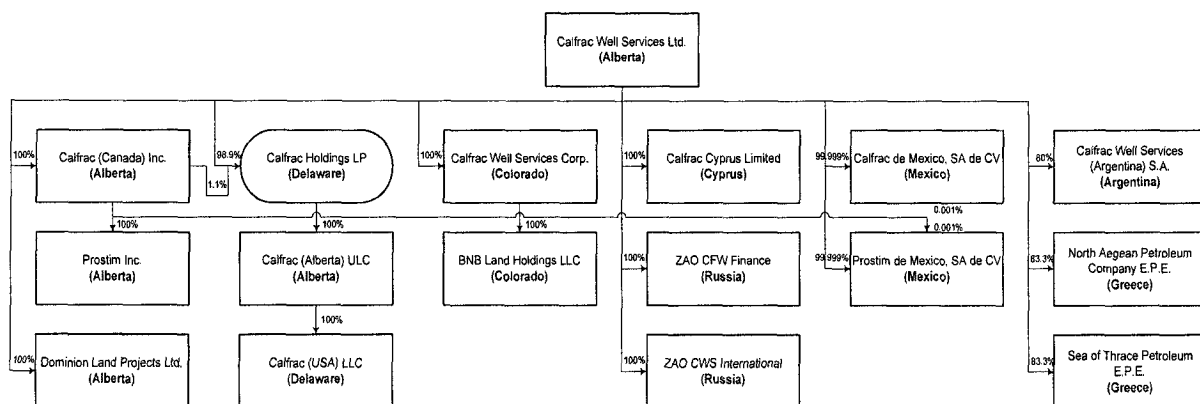 Calfrac Well Services Ltd.
(Alberta)
100%
Calfrac (Canada) Inc.
(Alberta)
1.1%
98.9%
Calfrac Holdings LP
(Delaware)
100%
Calfrac Well Services Corp.
(Colorado)
100%
Calfrac Cyprus Limited
(Cyprus)
99.999%
Calfrac de Mexico, SA de CV
(Mexico)
80%
Calfrac Well Services
(Argentina) S.A.
(Argentina)
100%
100%
100%
0.001%
0.001%
Prostim Inc.
(Alberta)
Calfrac (Alberta) ULC
(Alberta)
BNB Land Holdings LLC
(Colorado)
100%
ZAO CFW Finance
(Russia)
99.999%
Prostim de Mexico, SA de CV
(Mexico)
83.3%
North Aegean Petroleum
Company E.P.E.
(Greece)
100%
100%
Dominion Land Projects Ltd.
(Alberta)
Calfrac (USA) LLC
(Delaware)
100%
ZAO CWS International
(Russia)
83.3%
Sea of Thrace Petroleum
E.P.E.
(Greece)